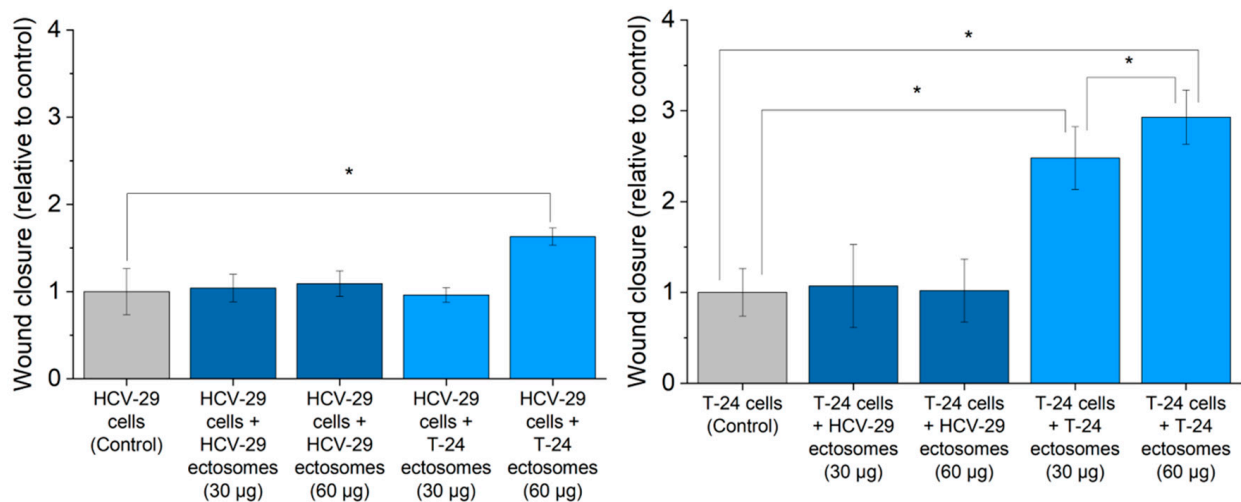 Wound closure (relative to control)
4
3
2
1
0
*
HCV-29
cells
(Control)
HCV-29
cells +
HCV-29
ectosomes
(30 µg)
HCV-29
cells +
HCV-29
ectosomes
(60 µg)
HCV-29
cells +
T-24
ectosomes
(30 µg)
HCV-29
cells +
T-24
ectosomes
(60 µg)
Wound closure (relative to control)
4
3
2
1
0
*
*
*
T-24 cells
(Control)
T-24 cells
+ HCV-29
ectosomes
(30 µg)
T-24 cells
+ HCV-29
ectosomes
(60 µg)
T-24 cells
+ T-24
ectosomes
(30 µg)
T-24 cells
+ T-24
ectosomes
(60 µg)